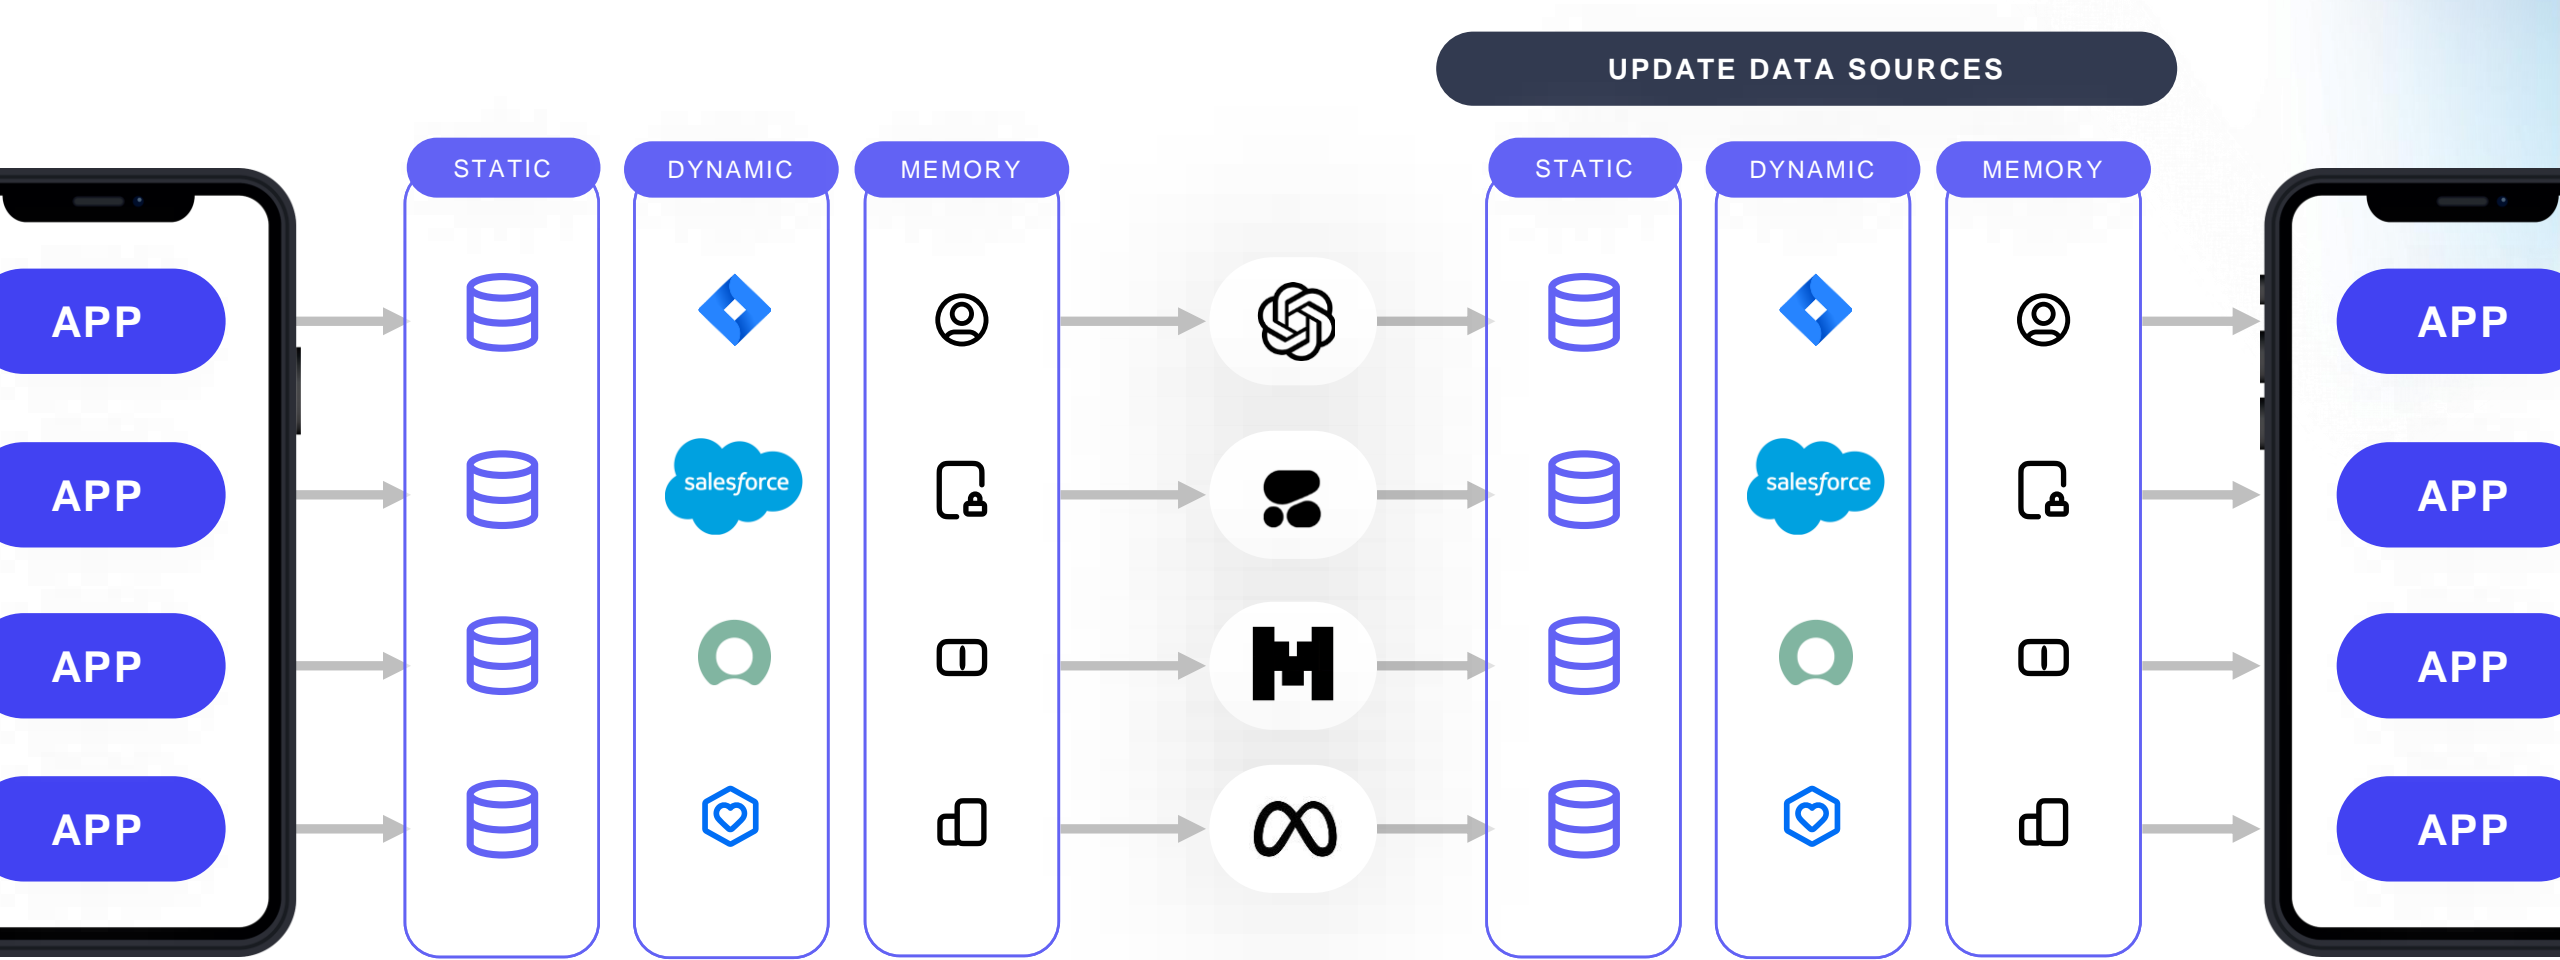 UPDATE DATA SOURCES
STATIC
DYNAMIC
MEMORY
STATIC
DYNAMIC
MEMORY
APP
APP
salesforce
salesforce
APP
APP
APP
APP
APP
APP